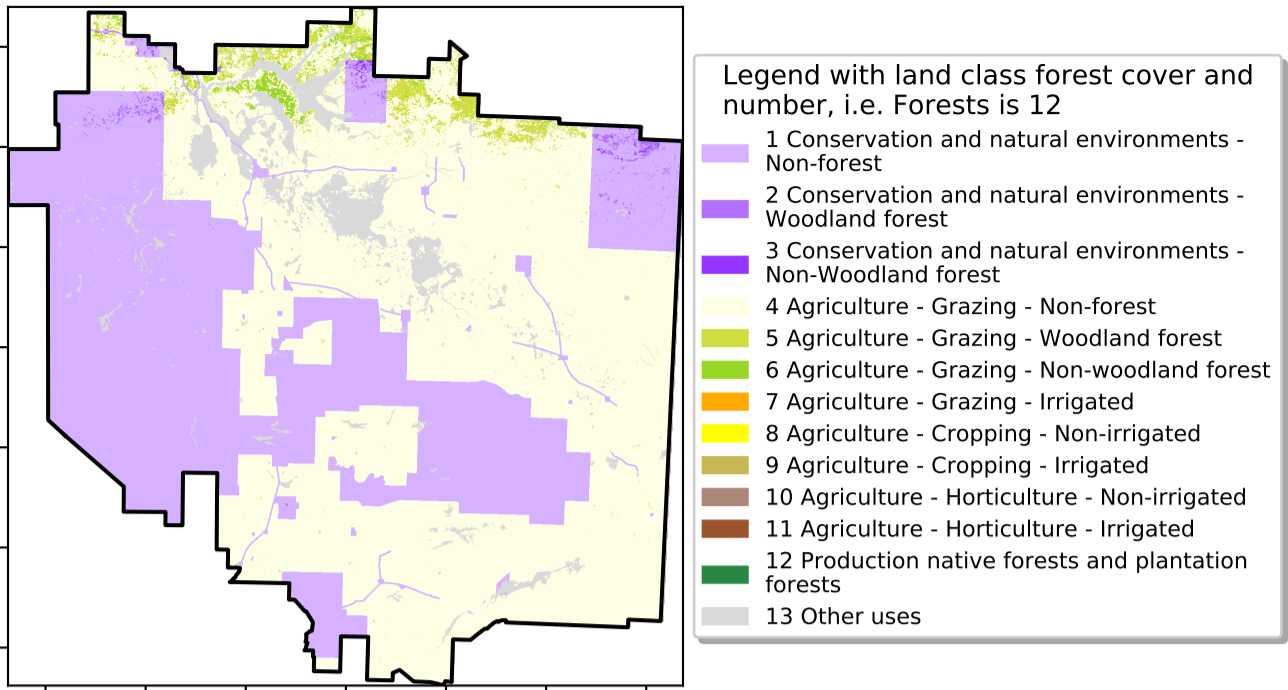 Legend with land class forest cover and
number, i.e. Forests is 12
1 Conservation and natural environments -
Non-forest
2 Conservation and natural environments -
Woodland forest
3 Conservation and natural environments -
Non-Woodland forest
4 Agriculture - Grazing - Non-forest
5 Agriculture - Grazing - Woodland forest
6 Agriculture - Grazing - Non-woodland forest
7 Agriculture - Grazing - Irrigated
8 Agriculture - Cropping - Non-irrigated
9 Agriculture - Cropping - Irrigated
10 Agriculture - Horticulture - Non-irrigated
11 Agriculture - Horticulture - Irrigated
12 Production native forests and plantation
forests
13 Other uses